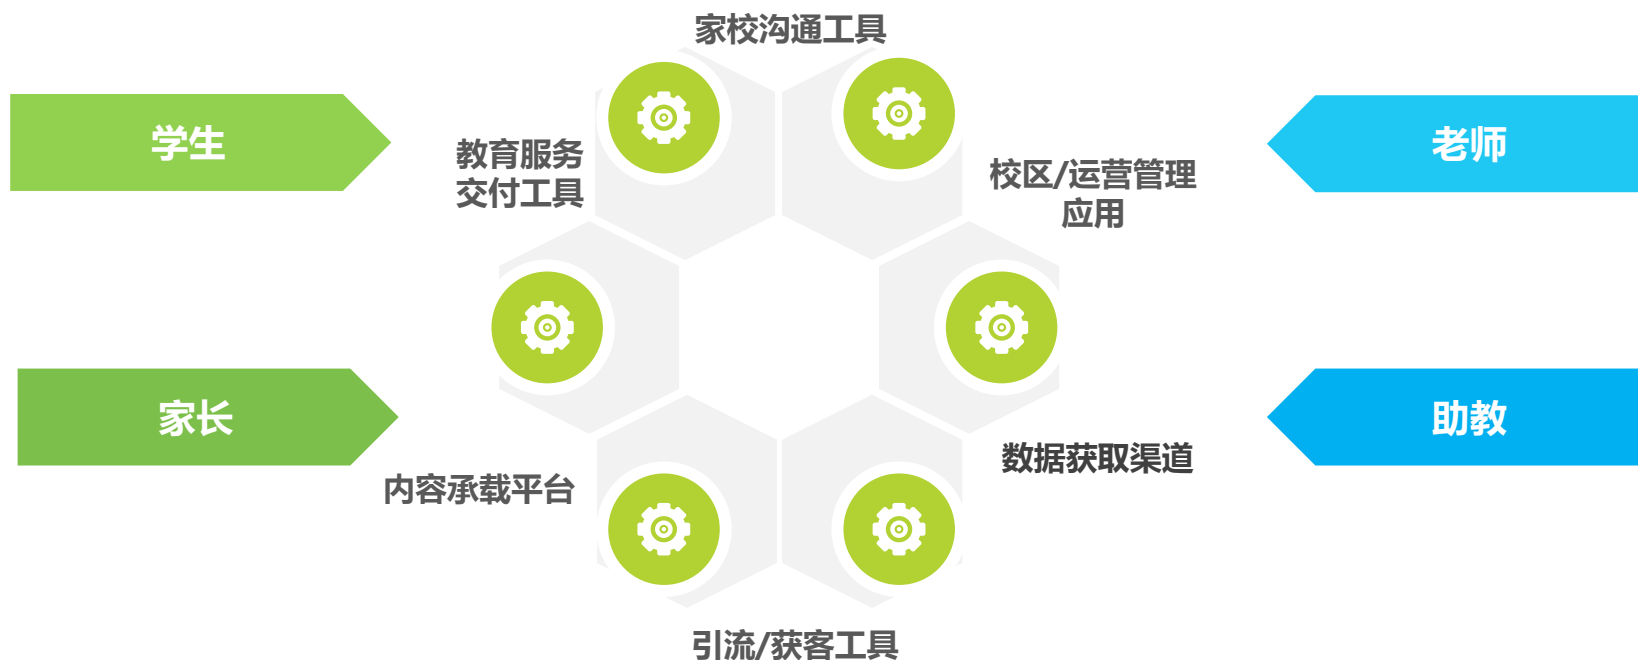 家校沟通工具
学生
老师
教育服务
交付工具
校区/运营管理
应用
家长
助教
数据获取渠道
内容承载平台
引流/获客工具